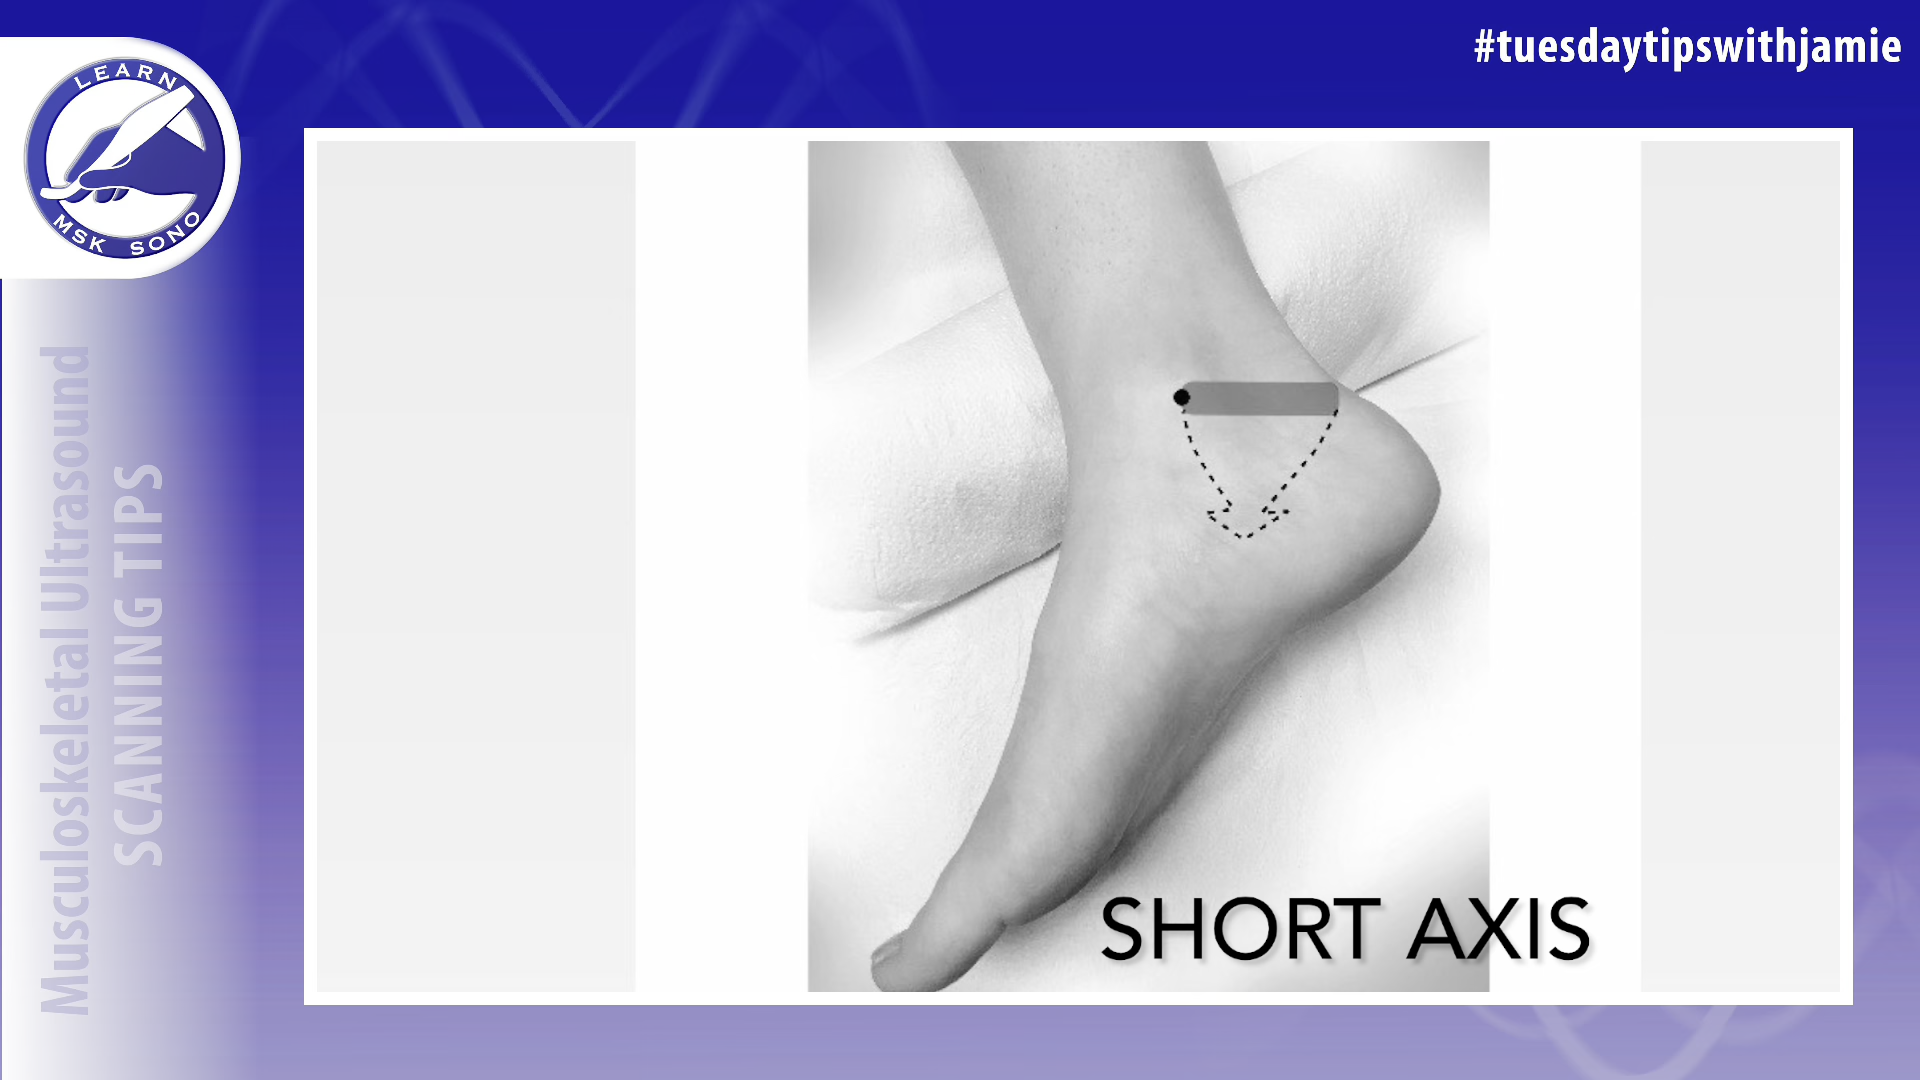 #tuesdaytipswithjamie
LEARN
MSK SONO
Musculoskeletal Ultrasound
SCANNING TIPS
SHORT AXIS